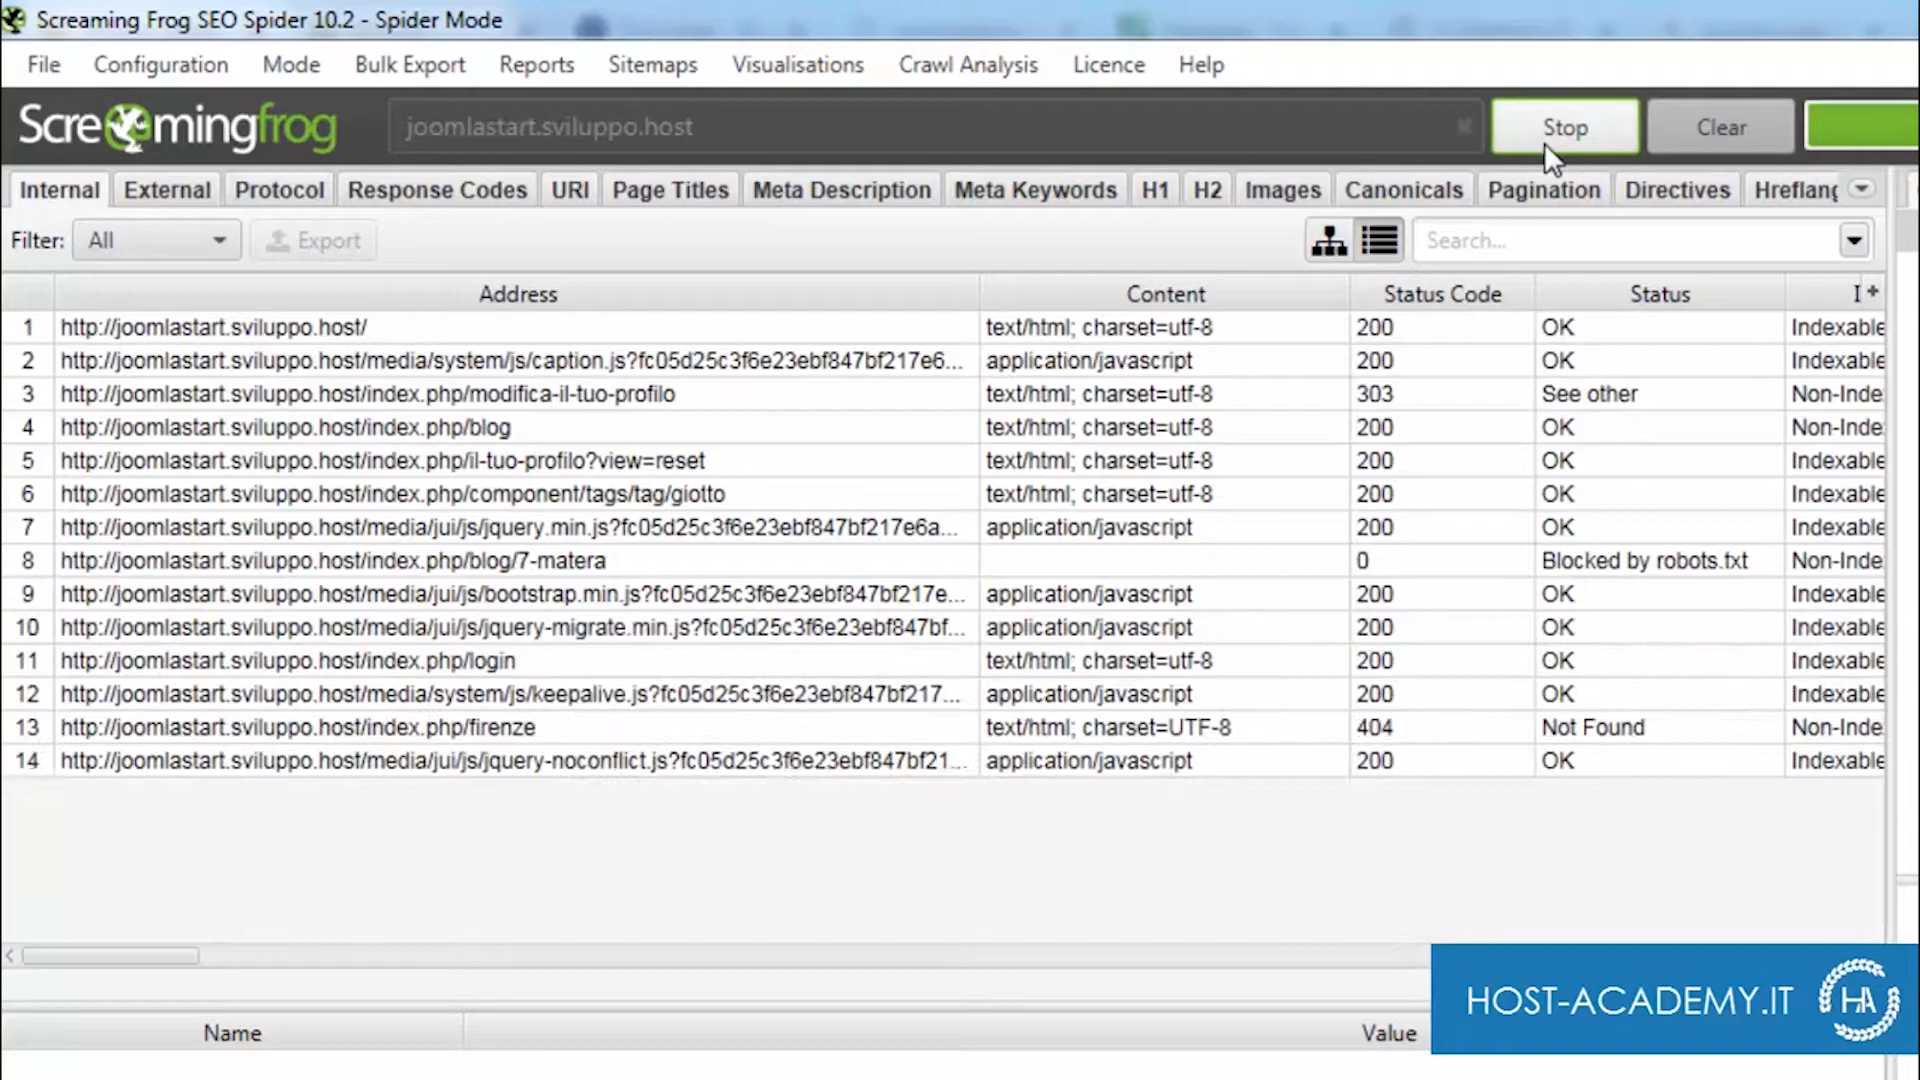 Screaming Frog SEO Spider 10.2 - Spider Mode
File Configuration Mode Bulk Export Reports Sitemaps Visualisations Crawl Analysis Licence Help
Screamingfrog joomlastart.sviluppo.host Stop Clear
Internal External Protocol Response Codes URI Page Titles Meta Description Meta Keywords H1 H2 Images Canonicals Pagination Directives Hreflang
Filter: All Export Search...
Address Content Status Code Status I
1 http://joomlastart.sviluppo.host/ text/html; charset=utf-8 200 OK Indexable
2 http://joomlastart.sviluppo.host/media/system/js/caption.js?fc05d25c3f6e23ebf847bf217e6... application/javascript 200 OK Indexable
3 http://joomlastart.sviluppo.host/index.php/modifica-il-tuo-profilo text/html; charset=utf-8 303 See other Non-Inde
4 http://joomlastart.sviluppo.host/index.php/blog text/html; charset=utf-8 200 OK Non-Inde
5 http://joomlastart.sviluppo.host/index.php/il-tuo-profilo?view=reset text/html; charset=utf-8 200 OK Indexable
6 http://joomlastart.sviluppo.host/index.php/component/tags/tag/giotto text/html; charset=utf-8 200 OK Indexable
7 http://joomlastart.sviluppo.host/media/jui/js/jquery.min.js?fc05d25c3f6e23ebf847bf217e6a... application/javascript 200 OK Indexable
8 http://joomlastart.sviluppo.host/index.php/blog/7-matera 0 Blocked by robots.txt Non-Inde
9 http://joomlastart.sviluppo.host/media/jui/js/bootstrap.min.js?fc05d25c3f6e23ebf847bf217e... application/javascript 200 OK Indexable
10 http://joomlastart.sviluppo.host/media/jui/js/jquery-migrate.min.js?fc05d25c3f6e23ebf847bf... application/javascript 200 OK Indexable
11 http://joomlastart.sviluppo.host/index.php/login text/html; charset=utf-8 200 OK Indexable
12 http://joomlastart.sviluppo.host/media/system/js/keepalive.js?fc05d25c3f6e23ebf847bf217... application/javascript 200 OK Indexable
13 http://joomlastart.sviluppo.host/index.php/firenze text/html; charset=UTF-8 404 Not Found Non-Inde
14 http://joomlastart.sviluppo.host/media/jui/js/jquery-noconflict.js?fc05d25c3f6e23ebf847bf21... application/javascript 200 OK Indexable
HOST-ACADEMY.IT HA
Name Value